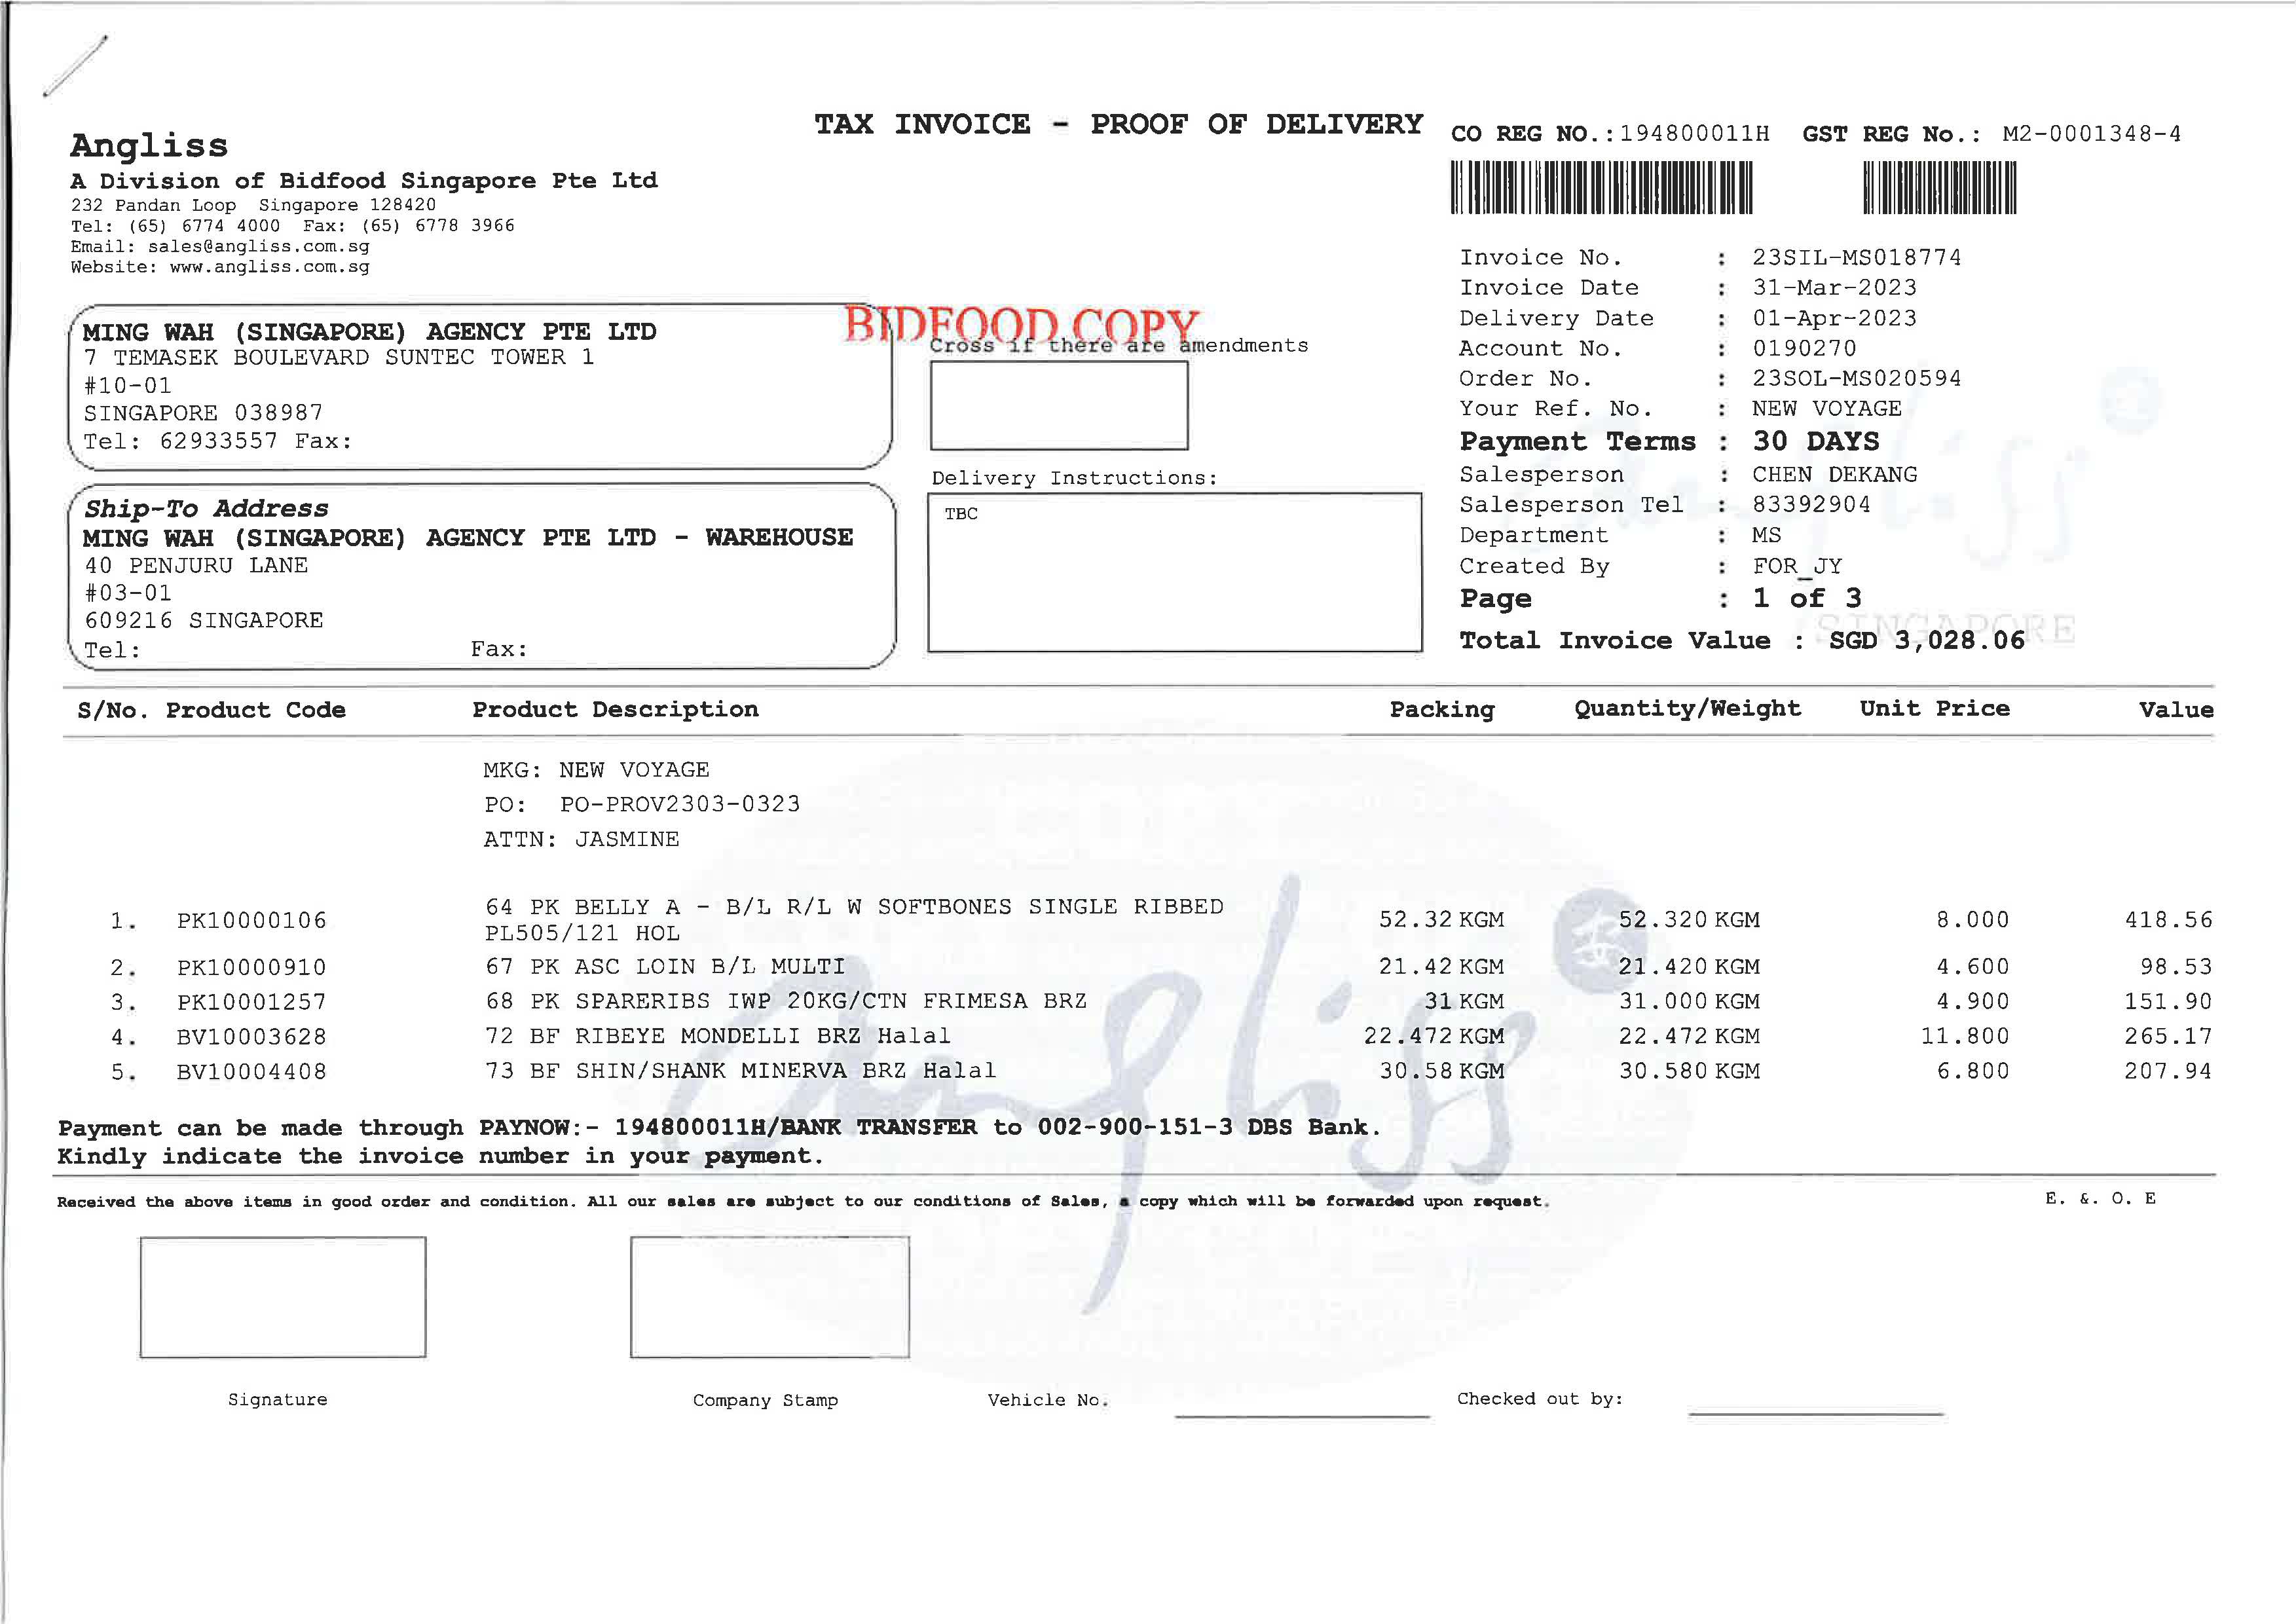 TAX INVOICE - PROOF OF DELIVERY
CO REG NO.:194800011H GST REG No.: M2-0001348-4
Angliss
A Division of Bidfood Singapore Pte Ltd
232 Pandan Loop Singapore 128420
Tel: (65) 6774 4000 Fax: (65) 6778 3966
Email: sales@angliss.com.sg
Website: www.angliss.com.sg
Invoice No. : 23SIL-MS018774
Invoice Date : 31-Mar-2023
Delivery Date : 01-Apr-2023
Account No. : 0190270
Order No. : 23SOL-MS020594
Your Ref. No. : NEW VOYAGE
Payment Terms : 30 DAYS
Salesperson : CHEN DEKANG
Salesperson Tel : 83392904
Department : MS
Created By : FOR_JY
Page : 1 of 3
SINGAPORE
Total Invoice Value : SGD 3,028.06
MING WAH (SINGAPORE) AGENCY PTE LTD
7 TEMASEK BOULEVARD SUNTEC TOWER 1
#10-01
SINGAPORE 038987
Tel: 62933557 Fax:
BIDFOOD COPY
Cross if there are amendments
Ship-To Address
MING WAH (SINGAPORE) AGENCY PTE LTD - WAREHOUSE
40 PENJURU LANE
#03-01
609216 SINGAPORE
Tel: Fax:
Delivery Instructions:
TBC
S/No. Product Code Product Description Packing Quantity/Weight Unit Price Value
MKG: NEW VOYAGE
PO: PO-PROV2303-0323
ATTN: JASMINE
1. PK10000106 64 PK BELLY A - B/L R/L W SOFTBONES SINGLE RIBBED 52.32 KGM 52.320 KGM 8.000 418.56
PL505/121 HOL
2. PK10000910 67 PK ASC LOIN B/L MULTI 21.42 KGM 21.420 KGM 4.600 98.53
3. PK10001257 68 PK SPARERIBS IWP 20KG/CTN FRIMESA BRZ 31 KGM 31.000 KGM 4.900 151.90
4. BV10003628 72 BF RIBEYE MONDELLI BRZ Halal 22.472 KGM 22.472 KGM 11.800 265.17
5. BV10004408 73 BF SHIN/SHANK MINERVA BRZ Halal 30.58 KGM 30.580 KGM 6.800 207.94
angliss
Payment can be made through PAYNOW:- 194800011H/BANK TRANSFER to 002-900-151-3 DBS Bank.
Kindly indicate the invoice number in your payment.
Received the above items in good order and condition. All our sales are subject to our conditions of Sales, a copy which will be forwarded upon request.
E. &. O. E
Signature Company Stamp Vehicle No. Checked out by: